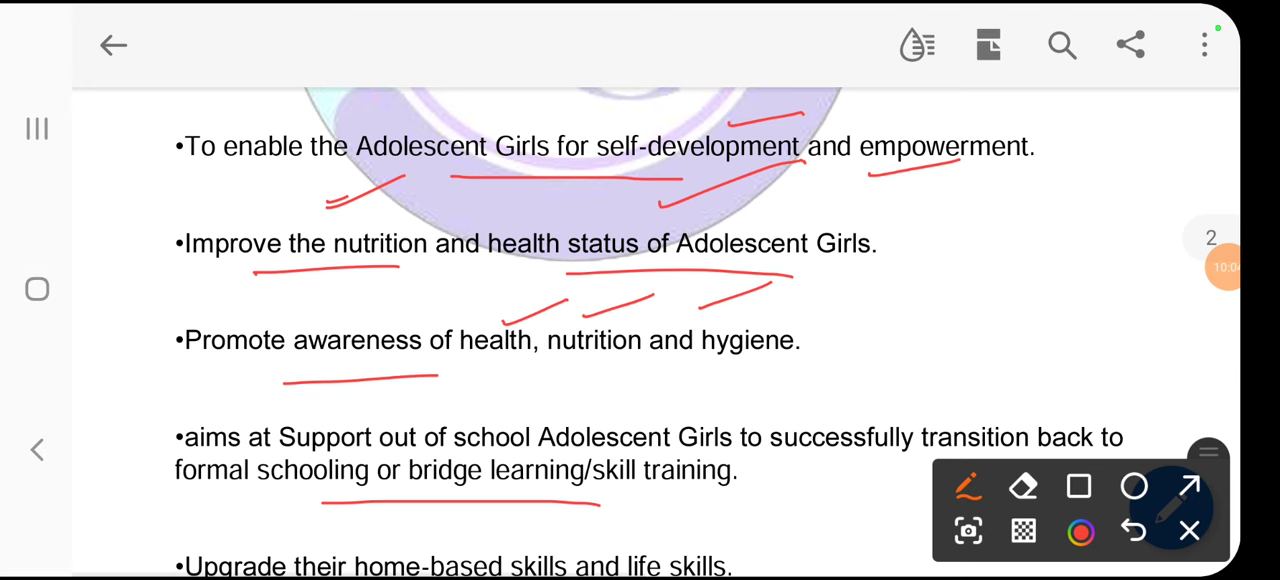 •To enable the Adolescent Girls for self-development and empowerment.
•Improve the nutrition and health status of Adolescent Girls.
2
10:04
•Promote awareness of health, nutrition and hygiene.
•aims at Support out of school Adolescent Girls to successfully transition back to
formal schooling or bridge learning/skill training.
•Upgrade their home-based skills and life skills.